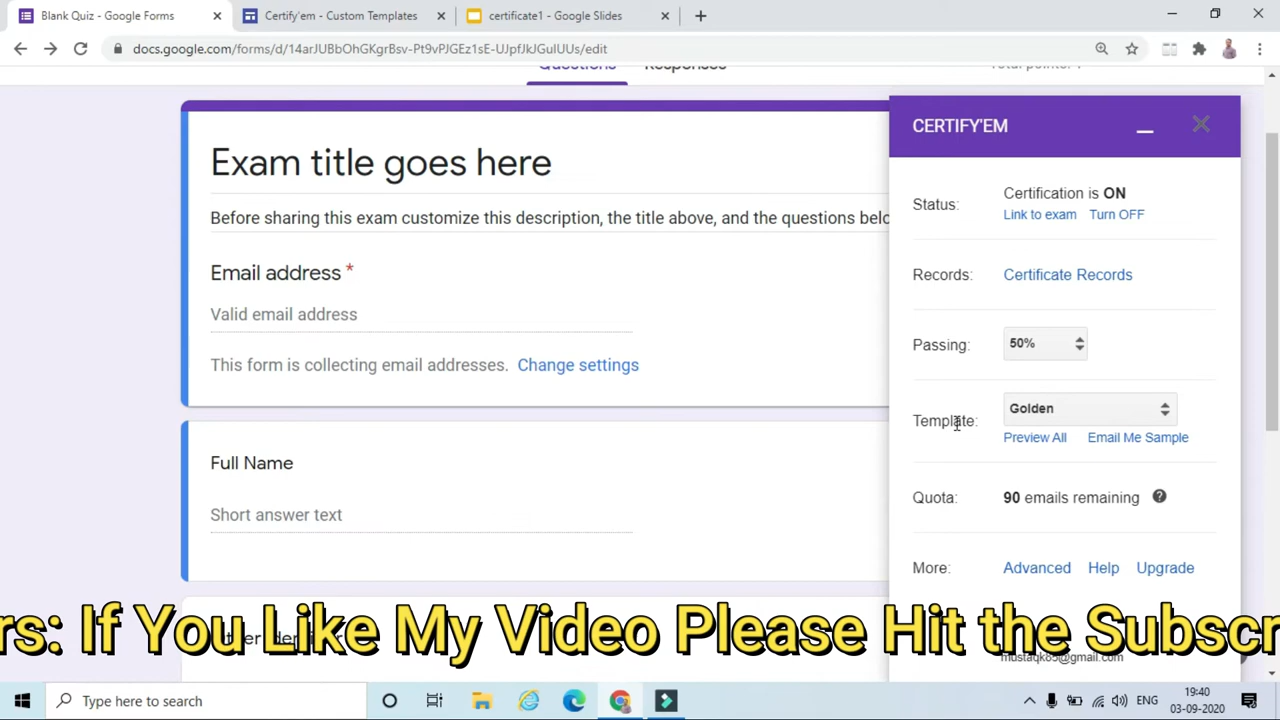 Blank Quiz - Google Forms
Certify'em - Custom Templates
certificate1 - Google Slides
docs.google.com/forms/d/14arJUBbOhGKgrBsv-Pt9vPJGEz1sE-UJpfJkJGulUUs/edit
Questions
Responses
Exam title goes here
Before sharing this exam customize this description, the title above, and the questions belo
Email address *
Valid email address
This form is collecting email addresses. Change settings
Full Name
Short answer text
CERTIFY'EM
Status:
Certification is ON
Link to exam Turn OFF
Records:
Certificate Records
Passing:
50%
Template:
Golden
Preview All Email Me Sample
Quota:
90 emails remaining
More:
Advanced Help Upgrade
rs: If You Like My Video Please Hit the Subscr
mustaqk85@gmail.com
Type here to search
ENG
19:40
03-09-2020